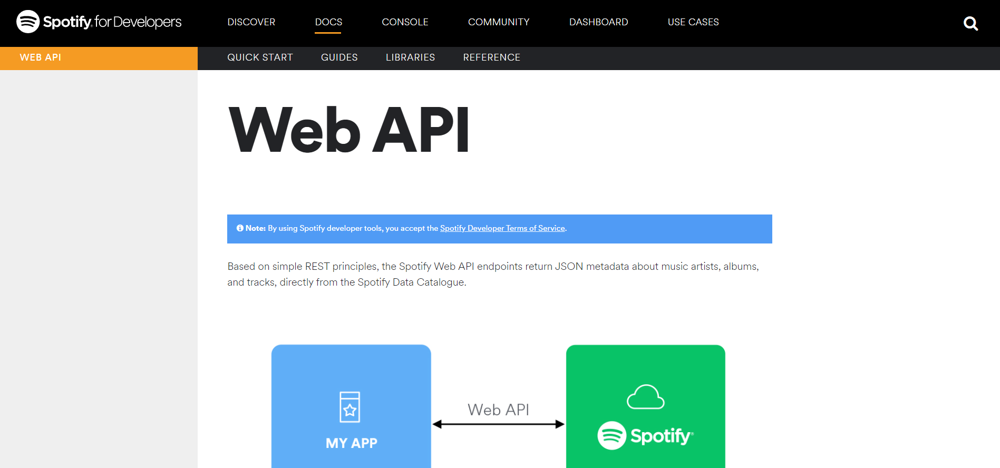 Spotify® for Developers
DISCOVER
DOCS
CONSOLE
COMMUNITY
DASHBOARD
USE CASES
WEB API
QUICK START
GUIDES
LIBRARIES
REFERENCE
Web API
Note: By using Spotify developer tools, you accept the Spotify Developer Terms of Service.
Based on simple REST principles, the Spotify Web API endpoints return JSON metadata about music artists, albums,
and tracks, directly from the Spotify Data Catalogue.
MY APP
Web API
Spotify®